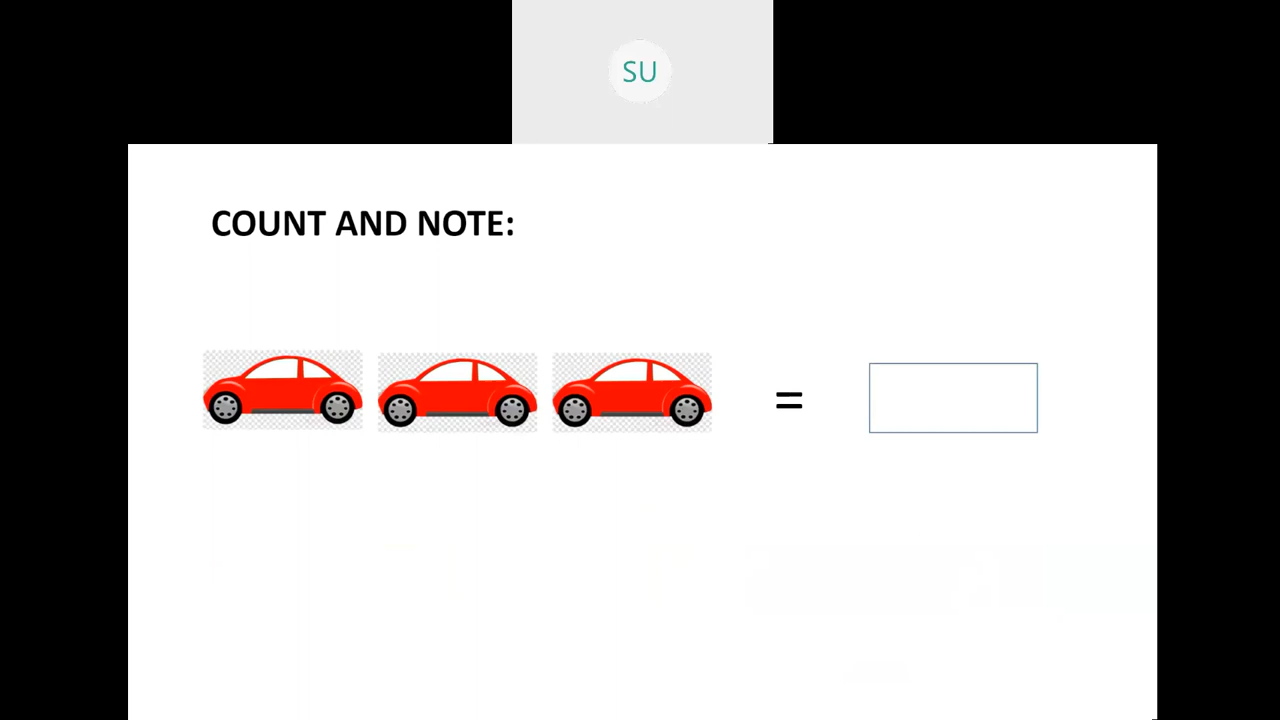 SU
COUNT AND NOTE:
=